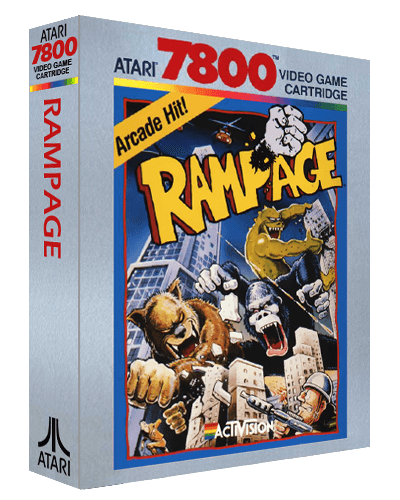 ATARI
7800
VIDEO GAME
CARTRIDGE
RAMPAGE
ATARI
ATARI 7800™ VIDEO GAME
CARTRIDGE
Arcade Hit!
RAMPAGE
ACTIVISION